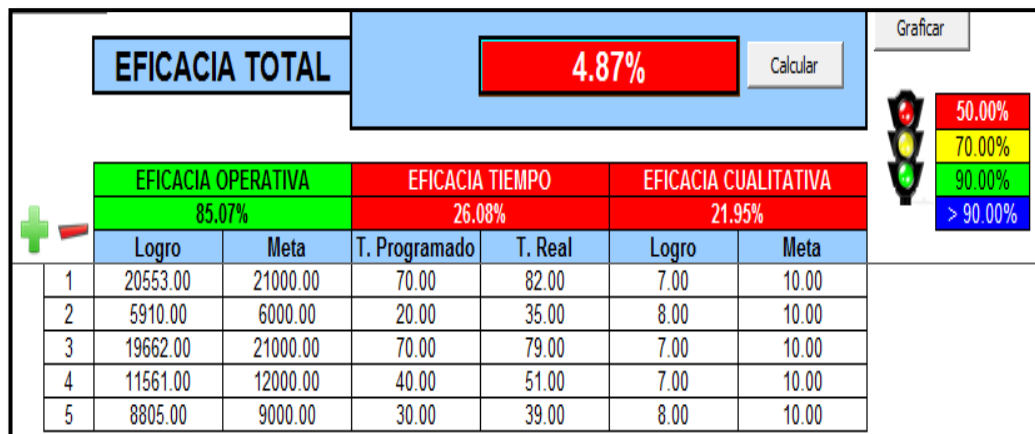 Graficar
EFICACIA TOTAL 4.87% Calcular
50.00%
70.00%
90.00%
> 90.00%
EFICACIA OPERATIVA EFICACIA TIEMPO EFICACIA CUALITATIVA
85.07% 26.08% 21.95%
Logro Meta T. Programado T. Real Logro Meta
1 20553.00 21000.00 70.00 82.00 7.00 10.00
2 5910.00 6000.00 20.00 35.00 8.00 10.00
3 19662.00 21000.00 70.00 79.00 7.00 10.00
4 11561.00 12000.00 40.00 51.00 7.00 10.00
5 8805.00 9000.00 30.00 39.00 8.00 10.00